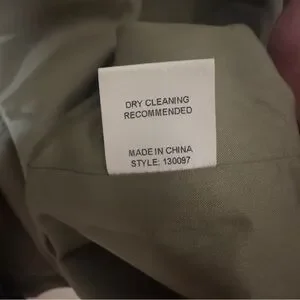 DRY CLEANING
RECOMMENDED
MADE IN CHINA
STYLE: 130097